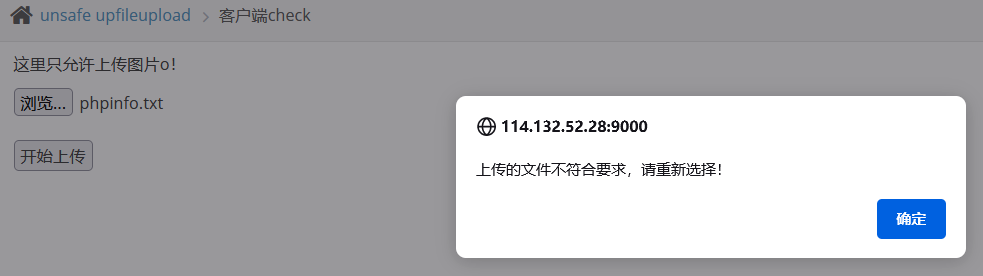 unsafe upfileupload > 客户端check
这里只允许上传图片o！
浏览... phpinfo.txt
开始上传
114.132.52.28:9000
上传的文件不符合要求，请重新选择！
确定